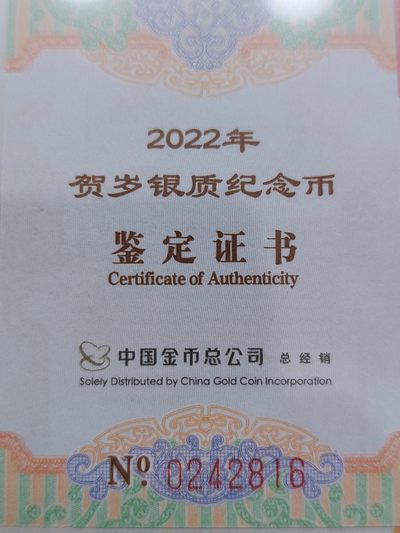 2022年
贺岁银质纪念币
鉴定证书
Certificate of Authenticity
中国金币总公司 总经销
Solely Distributed by China Gold Coin Incorporation
Nº 0242816